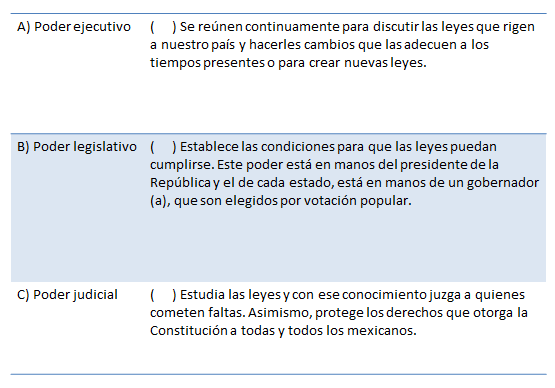 A) Poder ejecutivo ( ) Se reúnen continuamente para discutir las leyes que rigen
a nuestro país y hacerles cambios que las adecuen a los
tiempos presentes o para crear nuevas leyes.
B) Poder legislativo ( ) Establece las condiciones para que las leyes puedan
cumplirse. Este poder está en manos del presidente de la
República y el de cada estado, está en manos de un gobernador
(a), que son elegidos por votación popular.
C) Poder judicial ( ) Estudia las leyes y con ese conocimiento juzga a quienes
cometen faltas. Asimismo, protege los derechos que otorga la
Constitución a todas y todos los mexicanos.